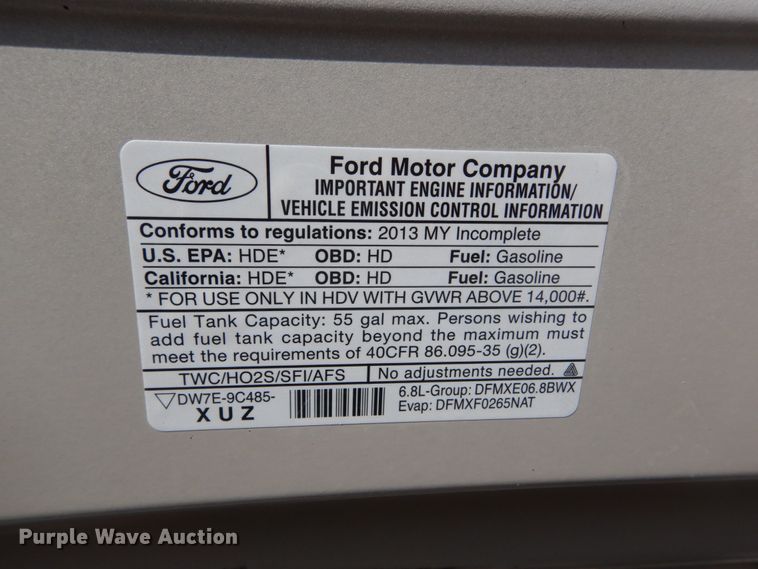 Ford
Ford Motor Company
IMPORTANT ENGINE INFORMATION/
VEHICLE EMISSION CONTROL INFORMATION
Conforms to regulations: 2013 MY Incomplete
U.S. EPA: HDE* OBD: HD Fuel: Gasoline
California: HDE* OBD: HD Fuel: Gasoline
* FOR USE ONLY IN HDV WITH GVWR ABOVE 14,000#.
Fuel Tank Capacity: 55 gal max. Persons wishing to
add fuel tank capacity beyond the maximum must
meet the requirements of 40CFR 86.095-35 (g)(2).
TWC/HO2S/SFI/AFS No adjustments needed.
DW7E-9C485- 6.8L-Group: DFMXE06.8BWX
XUZ Evap: DFMXF0265NAT
Purple Wave Auction